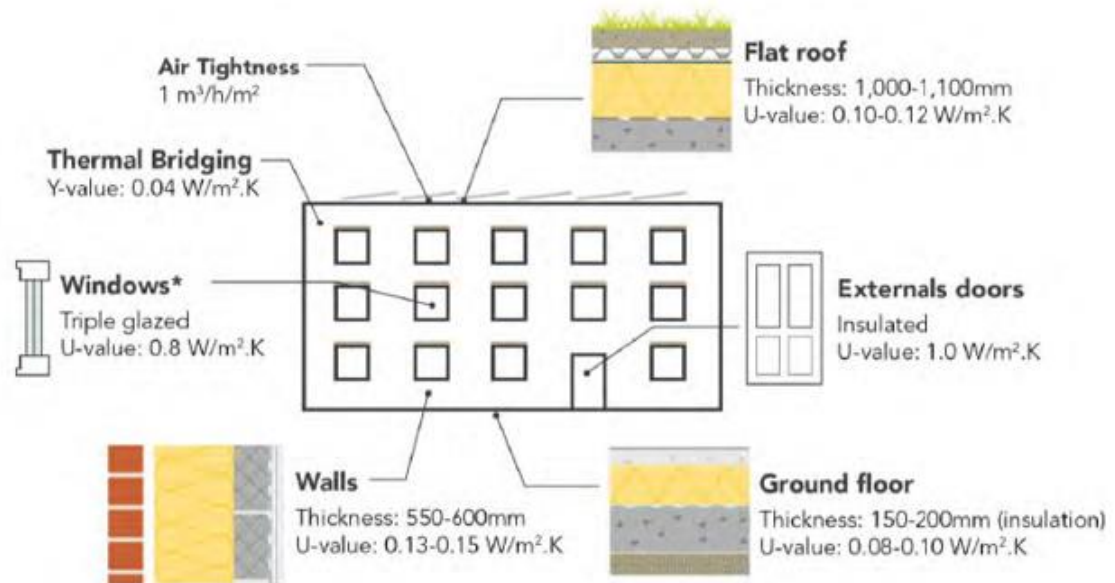 Air Tightness
1 m³/h/m²
Flat roof
Thickness: 1,000-1,100mm
U-value: 0.10-0.12 W/m².K
Thermal Bridging
Y-value: 0.04 W/m².K
Windows*
Triple glazed
U-value: 0.8 W/m².K
Externals doors
Insulated
U-value: 1.0 W/m².K
Walls
Thickness: 550-600mm
U-value: 0.13-0.15 W/m².K
Ground floor
Thickness: 150-200mm (insulation)
U-value: 0.08-0.10 W/m².K